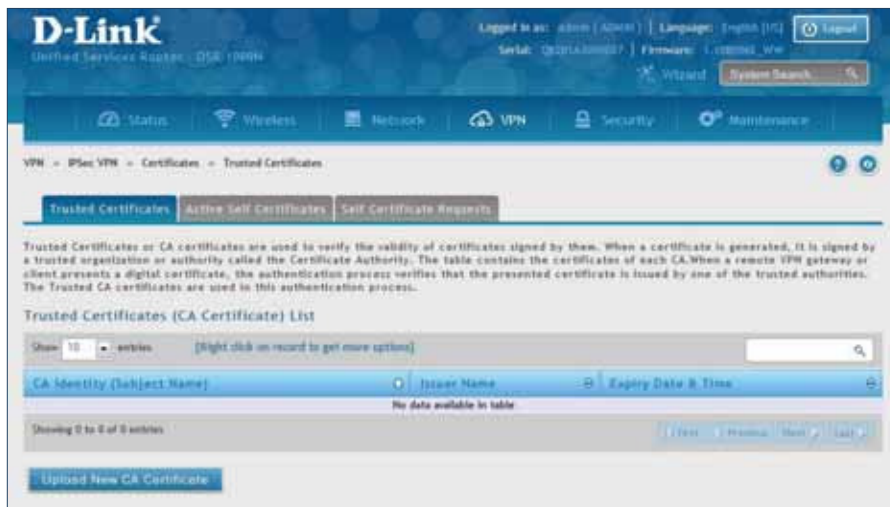 D-Link
Logged in as: admin ( ADMIN ) | Language: English [US]
Logout
Unified Services Router - DSR-1000N
Serial: | Firmware:
Wizard
System Search
Status
Wireless
Network
VPN
Security
Maintenance
VPN » IPSec VPN » Certificates » Trusted Certificates
Trusted Certificates
Active Self Certificates
Self Certificate Requests
Trusted Certificates or CA certificates are used to verify the validity of certificates signed by them. When a certificate is generated, it is signed by
a trusted organization or authority called the Certificate Authority. The table contains the certificates of each CA.When a remote VPN gateway or
client presents a digital certificate, the authentication process verifies that the presented certificate is issued by one of the trusted authorities.
The Trusted CA certificates are used in this authentication process.
Trusted Certificates (CA Certificate) List
Show 10 entries
[Right click on record to get more options]
CA Identity (Subject Name)
Issuer Name
Expiry Date & Time
No data available in table
Showing 0 to 0 of 0 entries
First
Previous
Next
Last
Upload New CA Certificate